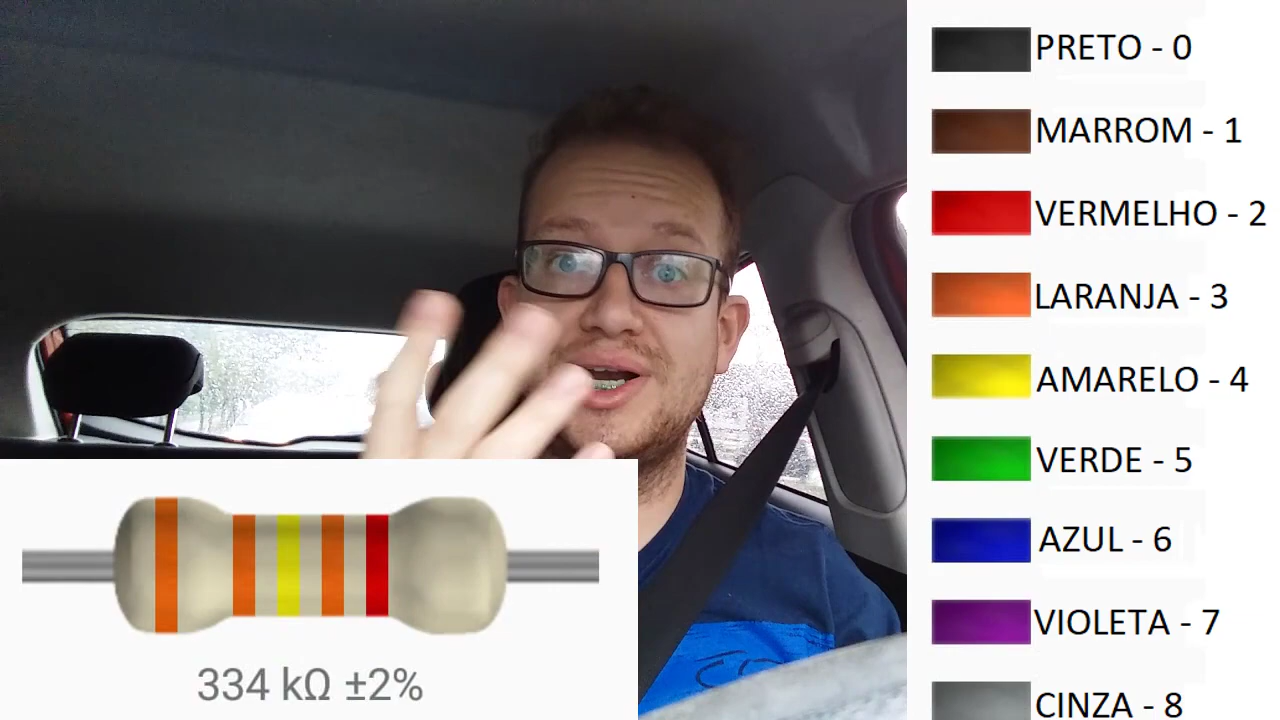 PRETO - 0
MARROM - 1
VERMELHO - 2
LARANJA - 3
AMARELO - 4
VERDE - 5
AZUL - 6
VIOLETA - 7
CINZA - 8
334 kΩ ±2%